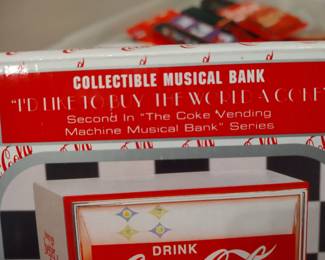 COLLECTIBLE MUSICAL BANK
"I'D LIKE TO BUY THE WORLD A COKE"
Second In "The Coke Vending
Machine Musical Bank" Series
DRINK